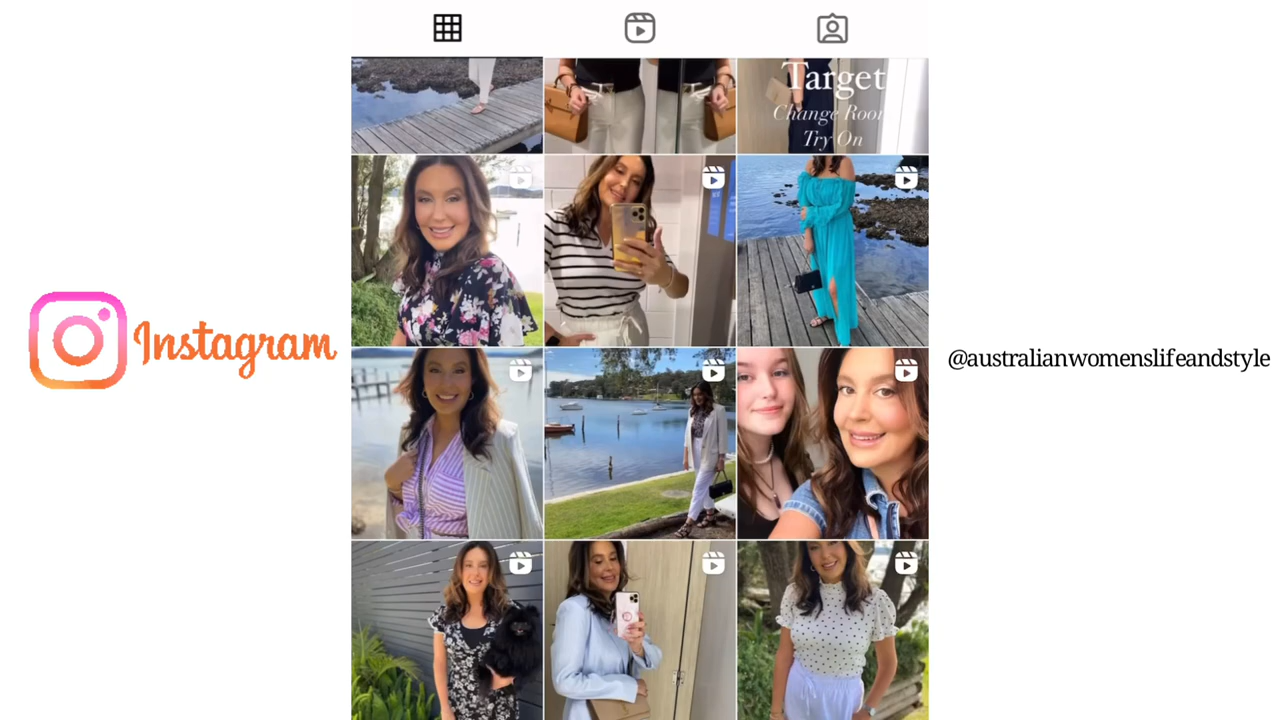 Target
Change Room
Try On
Instagram
@australianwomenslifeandstyle